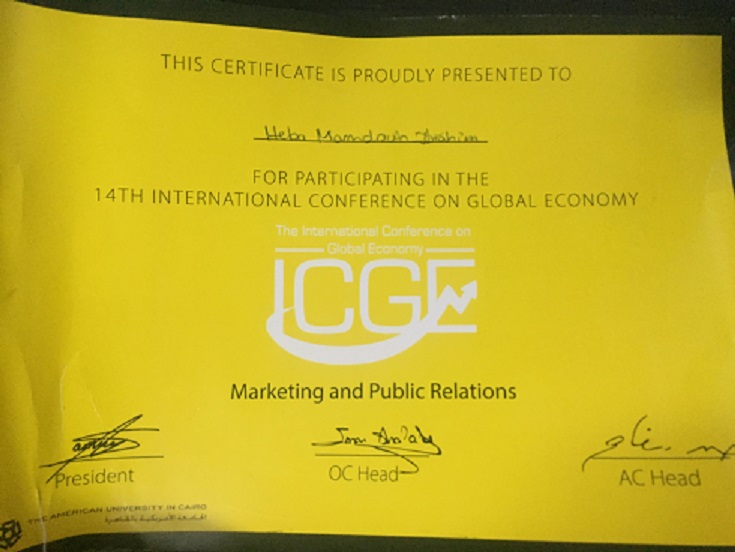 THIS CERTIFICATE IS PROUDLY PRESENTED TO
Heba Mamdouh Ibrahim
FOR PARTICIPATING IN THE
14TH INTERNATIONAL CONFERENCE ON GLOBAL ECONOMY
The International Conference on
Global Economy
ICGE
Marketing and Public Relations
President
OC Head
AC Head
THE AMERICAN UNIVERSITY IN CAIRO
الجامعة الأمريكية بالقاهرة